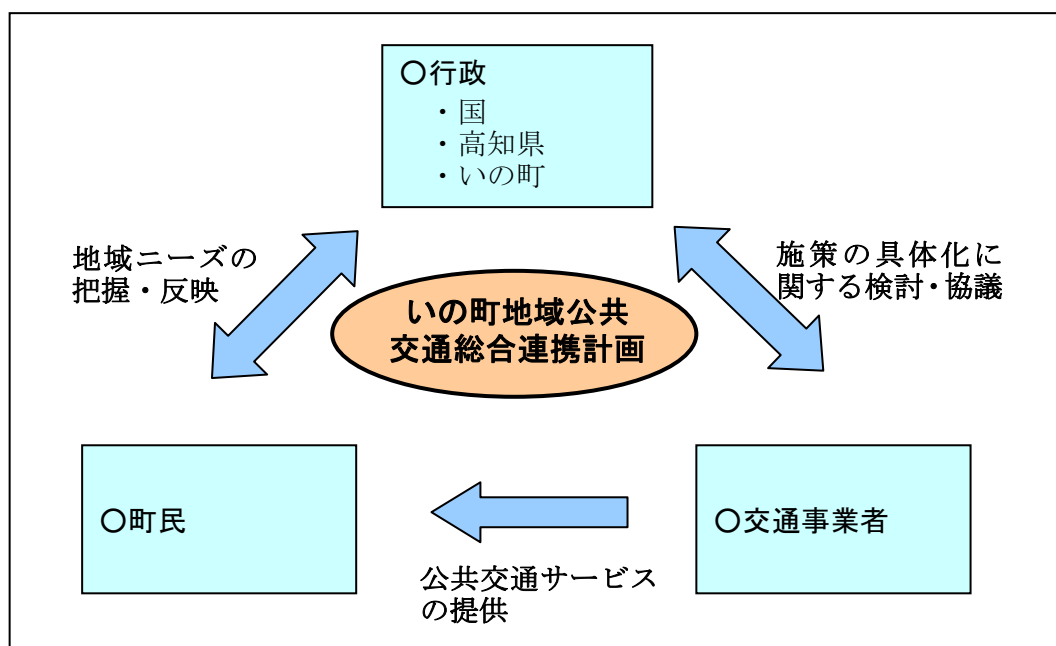 〇行政
・国
・高知県
・いの町
地域ニーズの
把握・反映
施策の具体化に
関する検討・協議
いの町地域公共
交通総合連携計画
〇町民
〇交通事業者
公共交通サービス
の提供